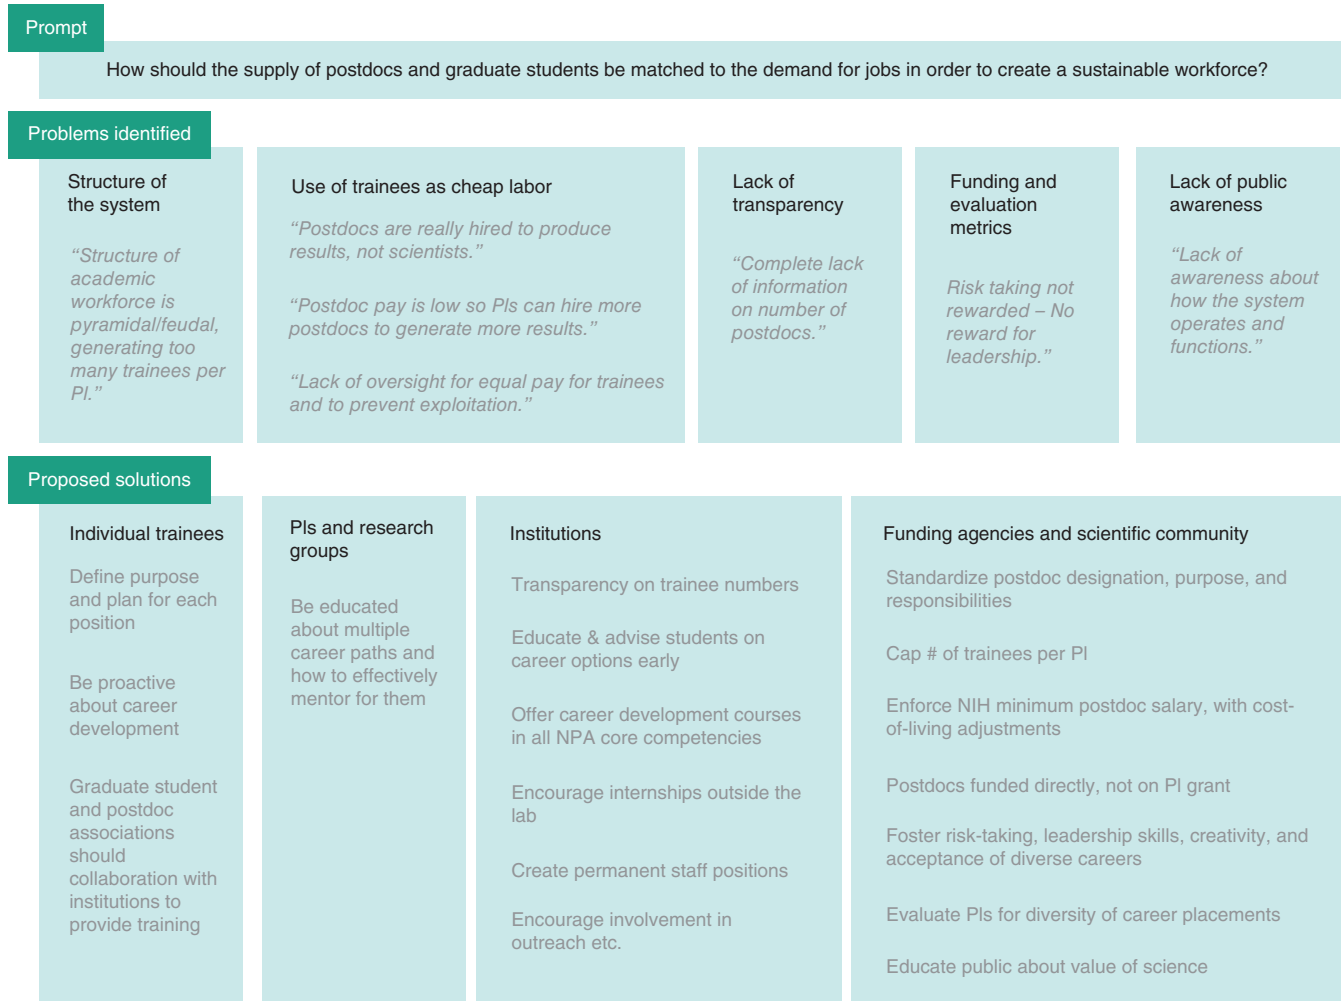 Prompt
How should the supply of postdocs and graduate students be matched to the demand for jobs in order to create a sustainable workforce?
Problems identified
Structure of
the system
“Structure of
academic
workforce is
pyramidal/feudal,
generating too
many trainees per
PI.”
Use of trainees as cheap labor
“Postdocs are really hired to produce
results, not scientists.”
“Postdoc pay is low so PIs can hire more
postdocs to generate more results.”
“Lack of oversight for equal pay for trainees
and to prevent exploitation.”
Lack of
transparency
“Complete lack
of information
on number of
postdocs.”
Funding and
evaluation
metrics
Risk taking not
rewarded – No
reward for
leadership.”
Lack of public
awareness
“Lack of
awareness about
how the system
operates and
functions.”
Proposed solutions
Individual trainees
Define purpose
and plan for each
position
Be proactive
about career
development
Graduate student
and postdoc
associations
should
collaboration with
institutions to
provide training
PIs and research
groups
Be educated
about multiple
career paths and
how to effectively
mentor for them
Institutions
Transparency on trainee numbers
Educate & advise students on
career options early
Offer career development courses
in all NPA core competencies
Encourage internships outside the
lab
Create permanent staff positions
Encourage involvement in
outreach etc.
Funding agencies and scientific community
Standardize postdoc designation, purpose, and
responsibilities
Cap # of trainees per PI
Enforce NIH minimum postdoc salary, with cost-
of-living adjustments
Postdocs funded directly, not on PI grant
Foster risk-taking, leadership skills, creativity, and
acceptance of diverse careers
Evaluate PIs for diversity of career placements
Educate public about value of science